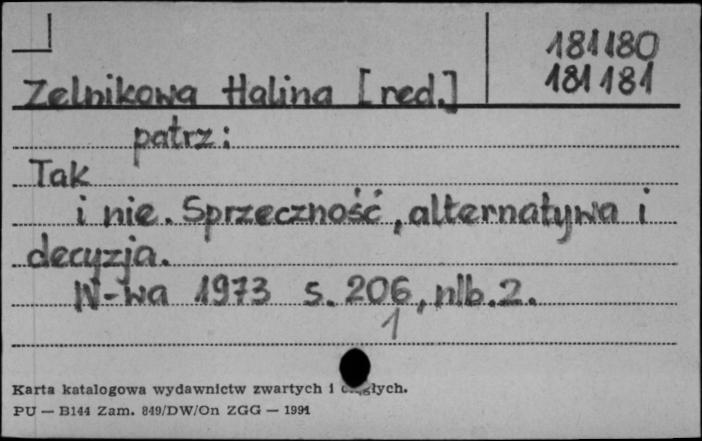 181180
181181
Zelnikowa Halina [red.]
patrz:
Tak
i nie. Sprzeczność, alternatywa i
decyzja.
W-wa 1973 s. 206, nlb. 2.
1
Karta katalogowa wydawnictw zwartych i ciągłych.
PU — B144 Zam. 849/DW/On ZGG — 1991